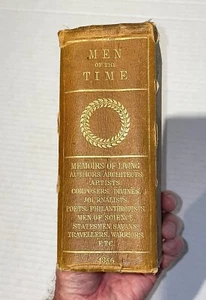 MEN
OF THE
TIME
MEMOIRS OF LIVING
AUTHORS ARCHITECTS
ARTISTS
COMPOSERS DIVINES
JOURNALISTS
POETS, PHILANTHROPISTS
MEN OF SCIENCE
STATESMEN SAVANS
TRAVELLERS, WARRIORS
ETC.